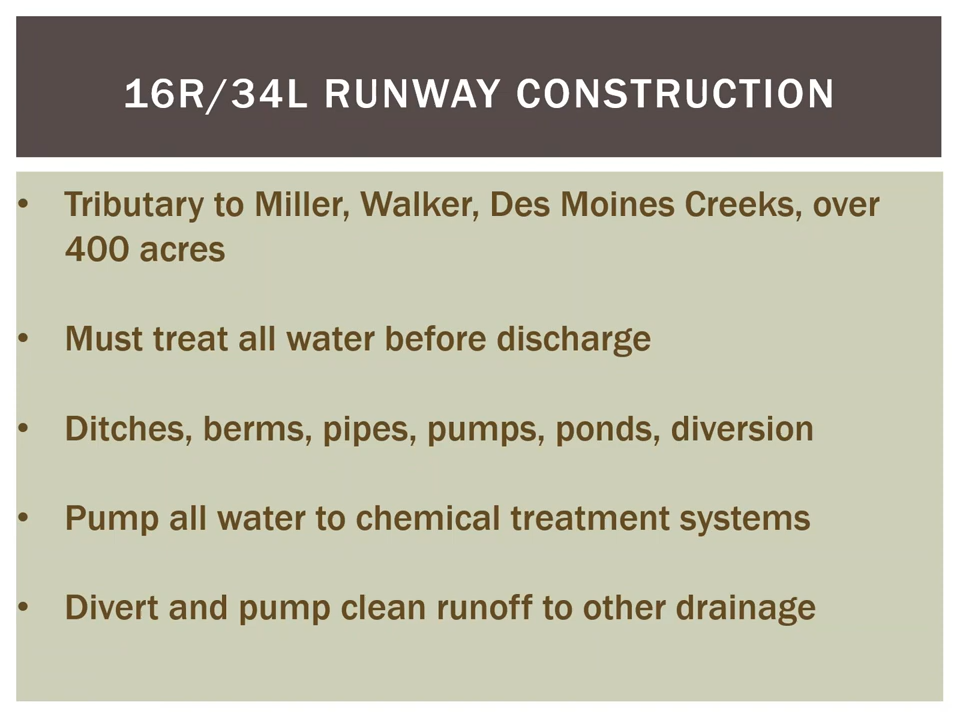 16R/34L RUNWAY CONSTRUCTION
• Tributary to Miller, Walker, Des Moines Creeks, over
400 acres
• Must treat all water before discharge
• Ditches, berms, pipes, pumps, ponds, diversion
• Pump all water to chemical treatment systems
• Divert and pump clean runoff to other drainage